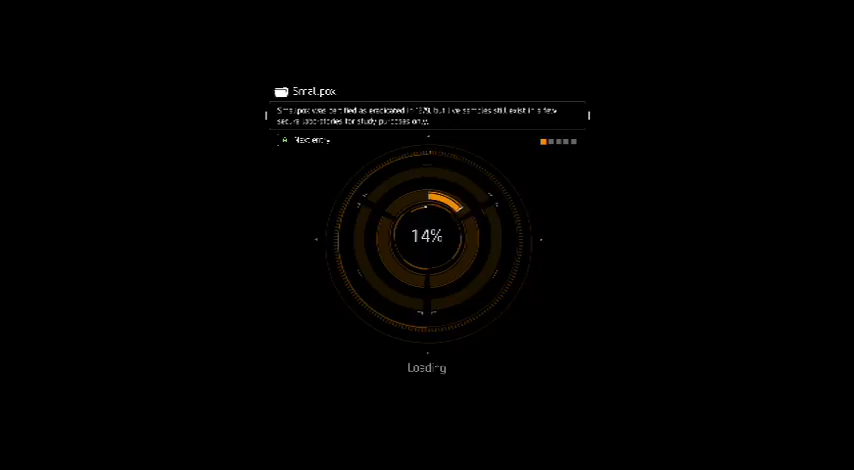 Smallpox
Smallpox was certified as eradicated in 1979, but live samples still exist in a few
secure laboratories for study purposes only.
A Next entry
14%
Loading